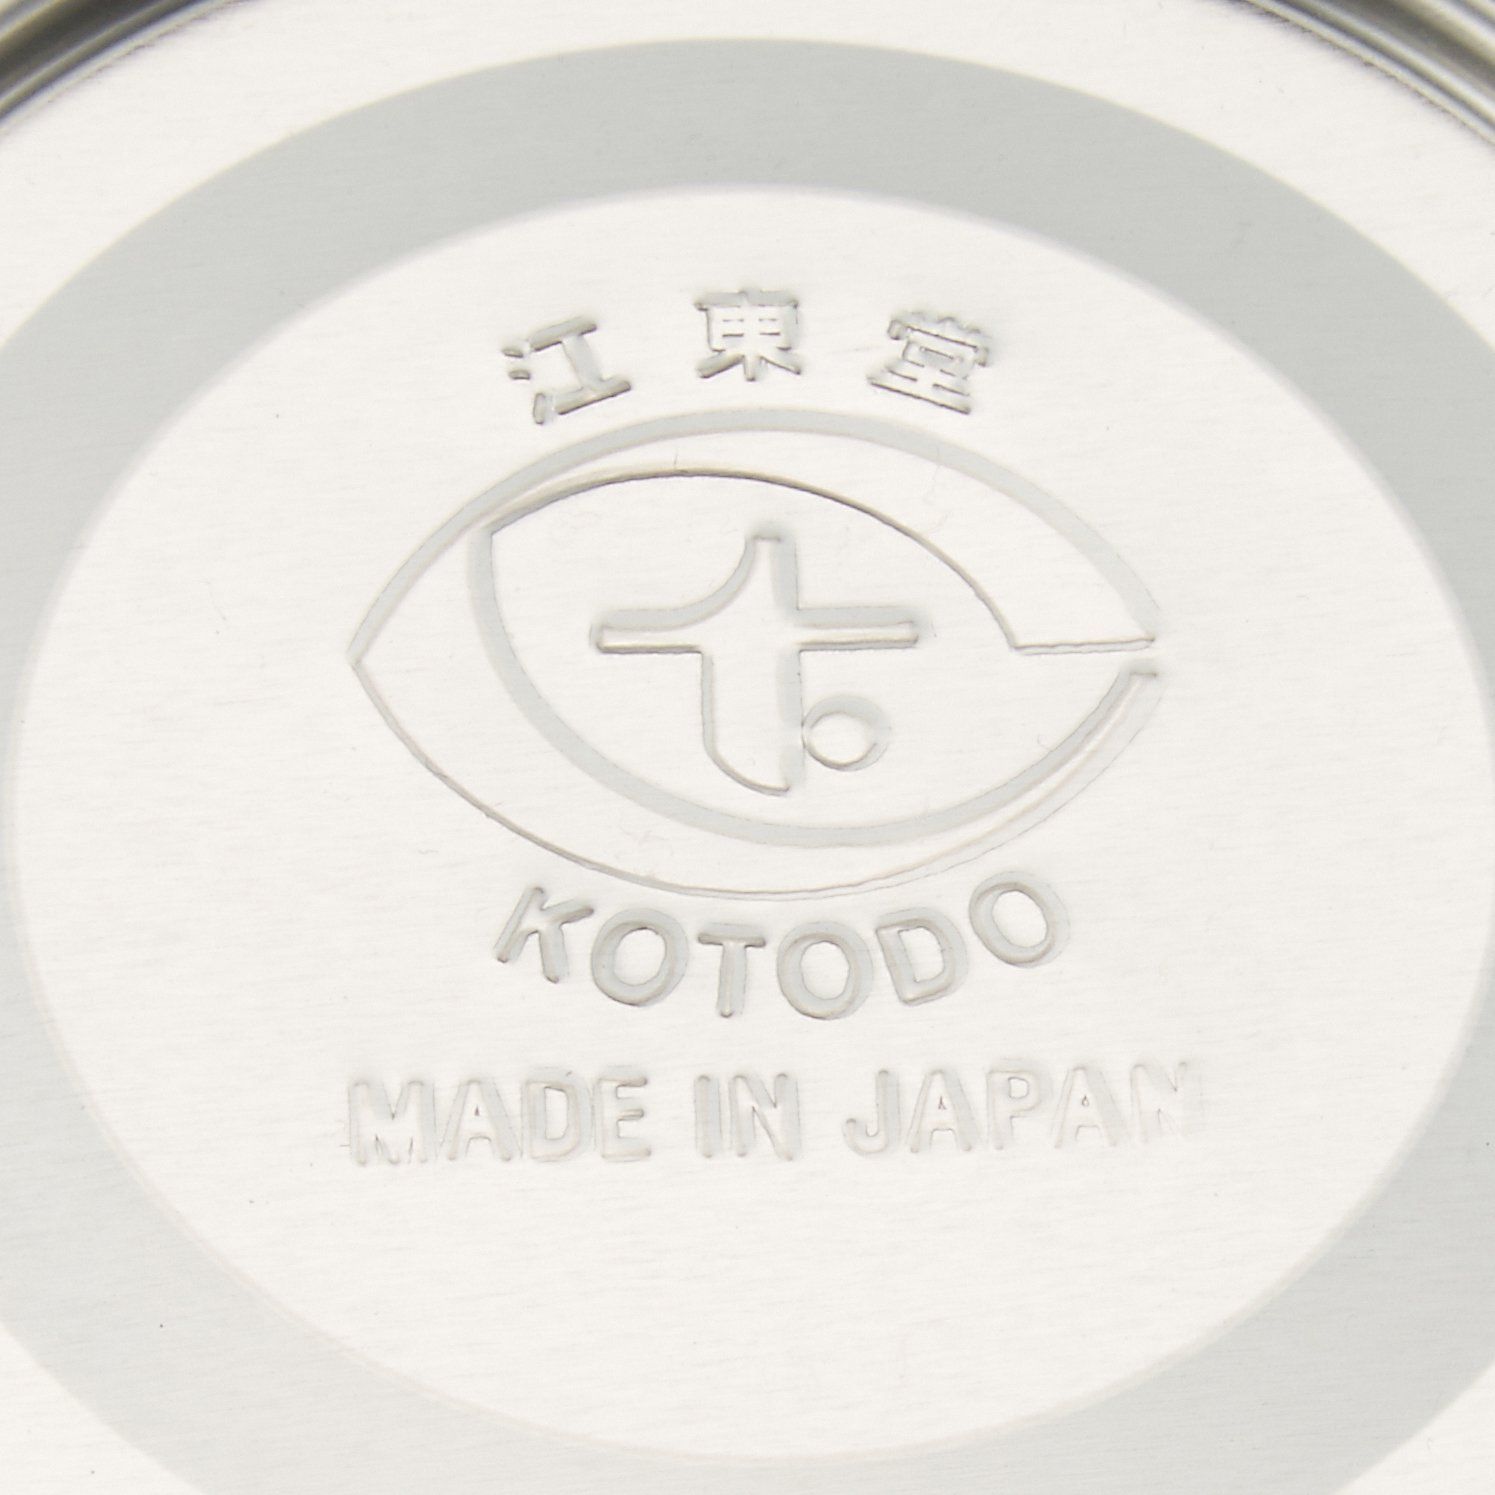 江東堂
t.
KOTODO
MADE IN JAPAN